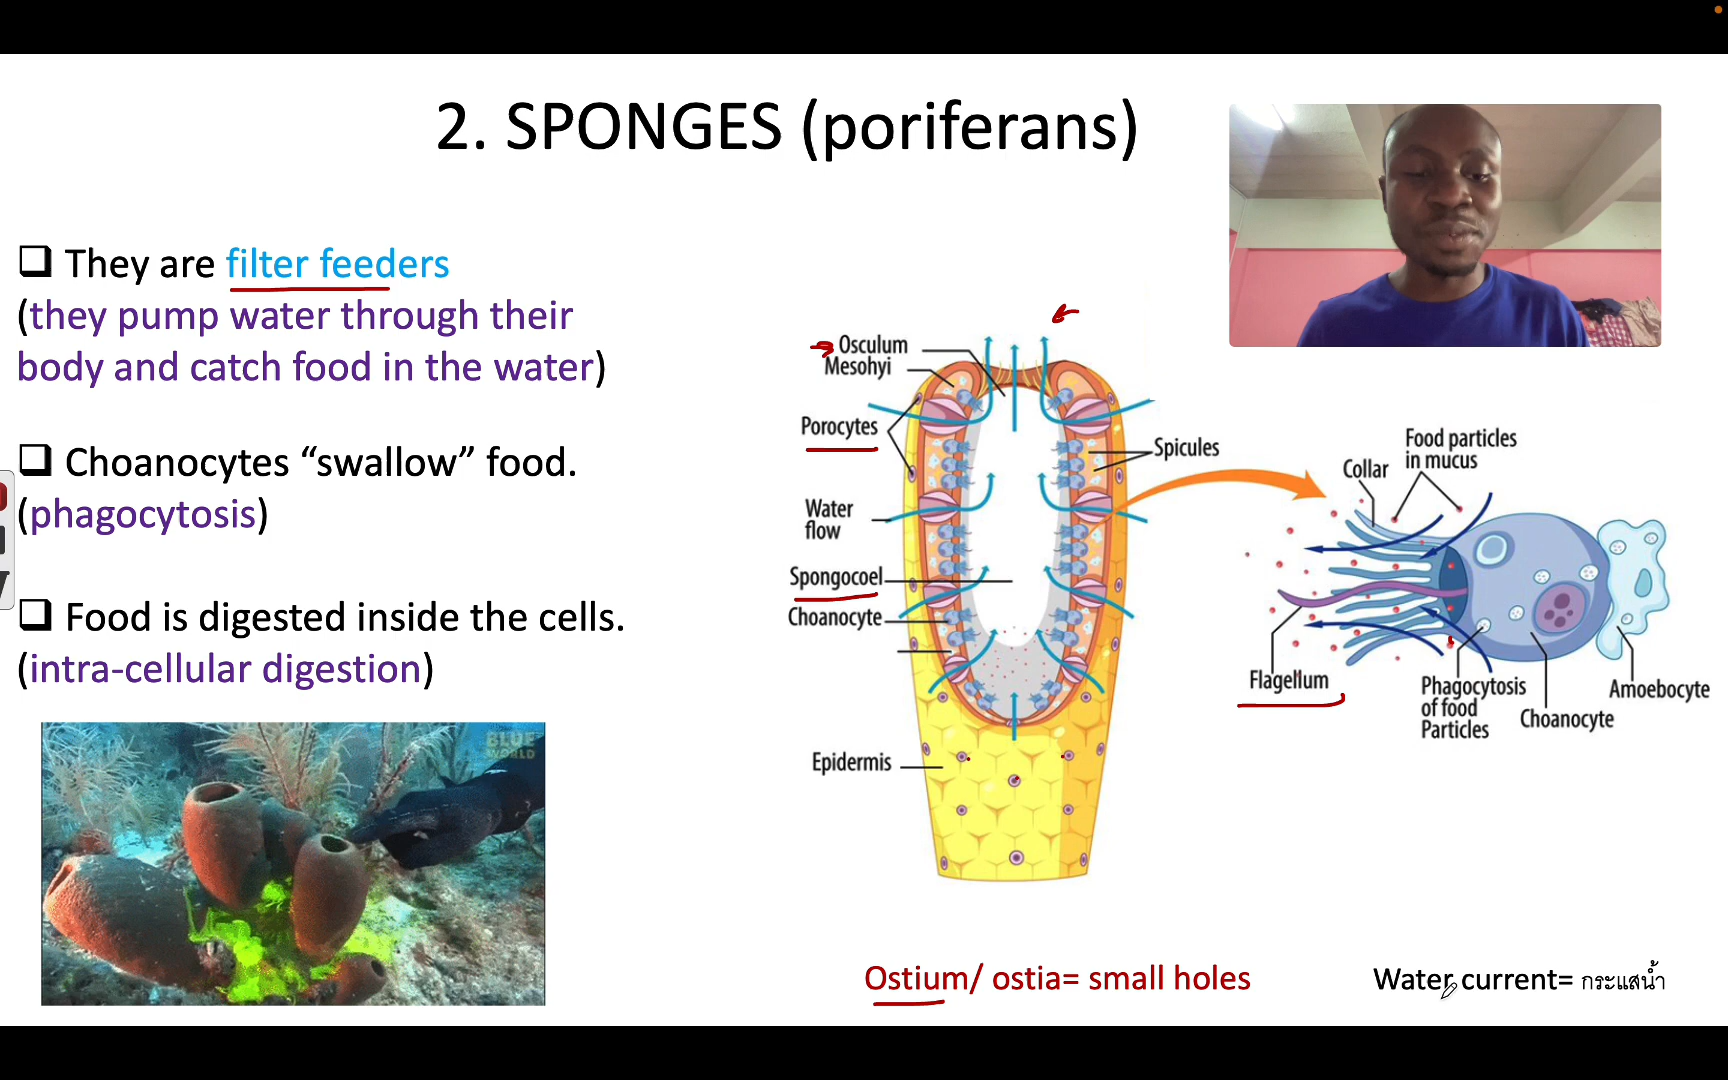 2. SPONGES (poriferans)
They are filter feeders
(they pump water through their
body and catch food in the water)
Choanocytes “swallow” food.
(phagocytosis)
Food is digested inside the cells.
(intra-cellular digestion)
BLUE
WORLD
Osculum
Mesohyi
Porocytes
Water
flow
Spongocoel
Choanocyte
Epidermis
Spicules
Collar
Food particles
in mucus
Flagellum
Phagocytosis
of food
Particles
Choanocyte
Amoebocyte
Ostium/ ostia= small holes
Water current= กระแสน้ำ